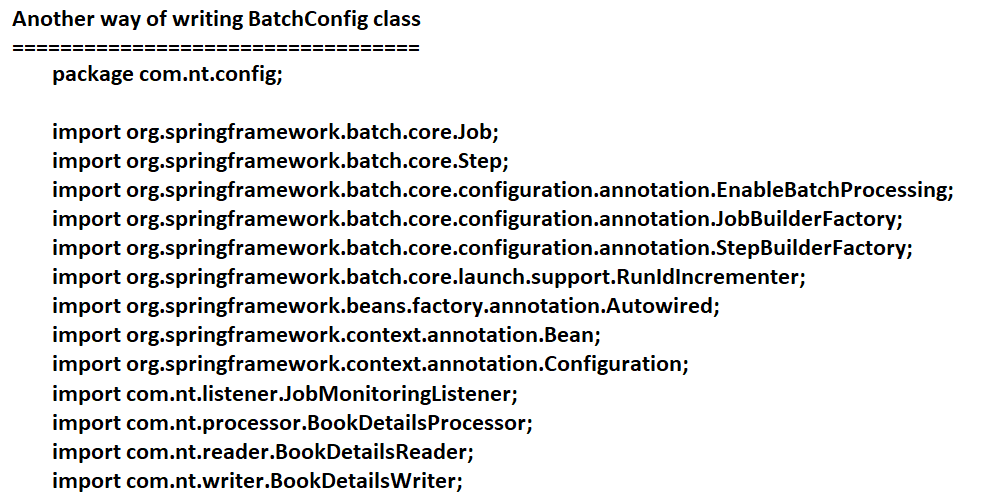 Another way of writing BatchConfig class
==================================
package com.nt.config;
import org.springframework.batch.core.Job;
import org.springframework.batch.core.Step;
import org.springframework.batch.core.configuration.annotation.EnableBatchProcessing;
import org.springframework.batch.core.configuration.annotation.JobBuilderFactory;
import org.springframework.batch.core.configuration.annotation.StepBuilderFactory;
import org.springframework.batch.core.launch.support.RunIdIncrementer;
import org.springframework.beans.factory.annotation.Autowired;
import org.springframework.context.annotation.Bean;
import org.springframework.context.annotation.Configuration;
import com.nt.listener.JobMonitoringListener;
import com.nt.processor.BookDetailsProcessor;
import com.nt.reader.BookDetailsReader;
import com.nt.writer.BookDetailsWriter;